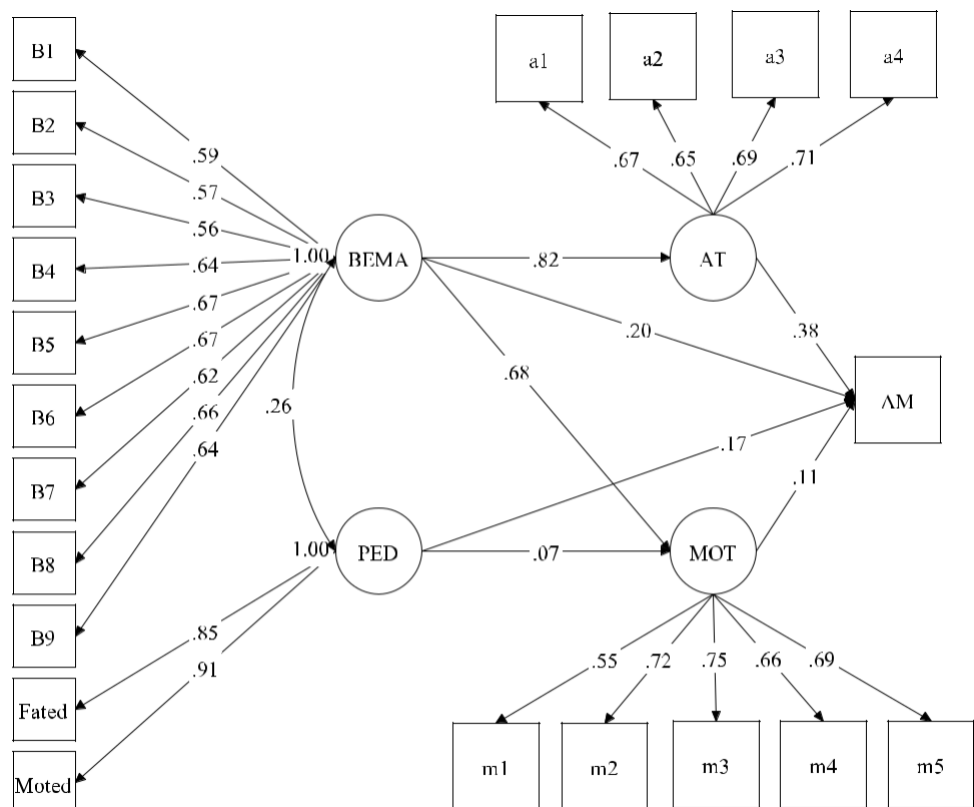 B1
B2
B3
B4
B5
B6
B7
B8
B9
Fated
Moted
.59
.57
.56
.64
.67
.67
.62
.66
.64
.85
.91
1.00
BEMA
.26
1.00
PED
a1
a2
a3
a4
.67
.65
.69
.71
.82
AT
.20
.38
.68
AM
.17
.11
.07
MOT
.55
.72
.75
.66
.69
m1
m2
m3
m4
m5